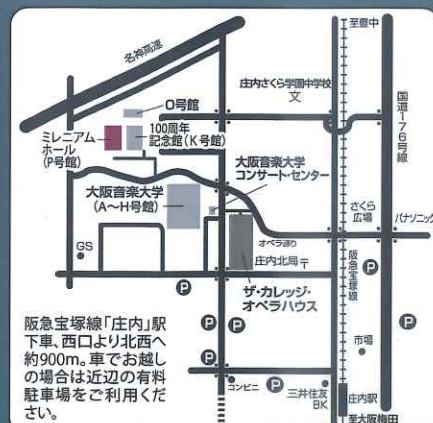 至豊中
名神高速
国道176号線
庄内さくら学園中学校
文
O号館
100周年
記念館(K号館)
ミレニアム
ホール
(P号館)
大阪音楽大学
コンサート・センター
大阪音楽大学
(A〜H号館)
さくら
広場
パナソニック
オペラ通り
GS
庄内北局〒
阪急宝塚線
P
ザ・カレッジ・
オペラハウス
P
P
P
P
市場
阪急宝塚線「庄内」駅
下車、西口より北西へ
約900m。車でお越し
の場合は近辺の有料
駐車場をご利用くだ
さい。
P
コンビニ
P
三井住友
BK
庄内駅
至大阪梅田